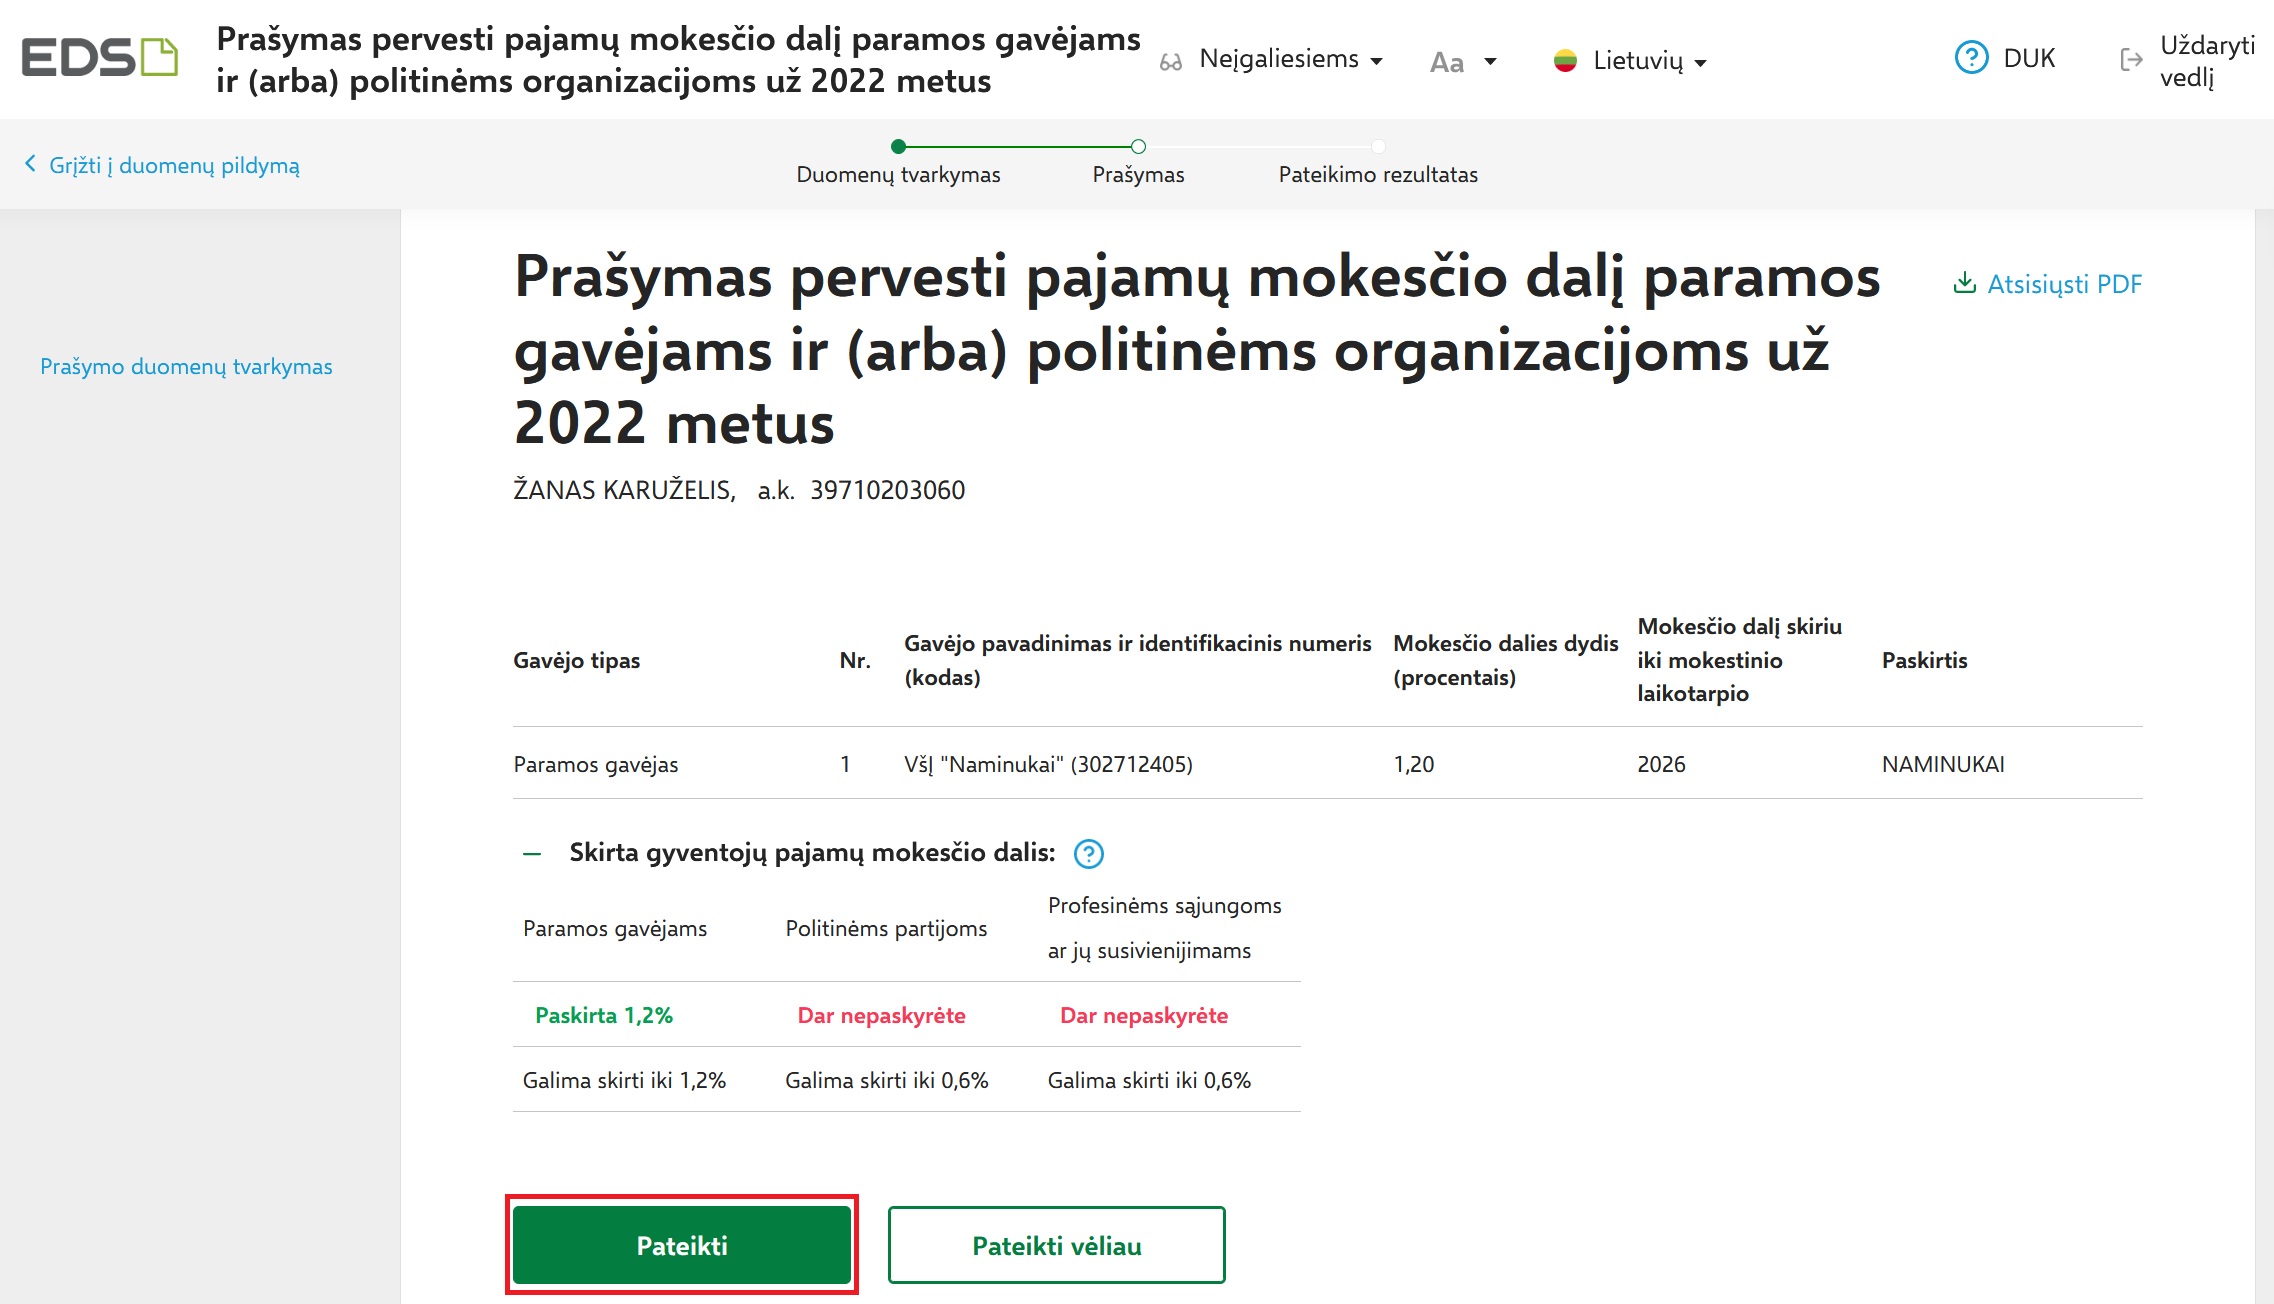 EDS
Prašymas pervesti pajamų mokesčio dalį paramos gavėjams
ir (arba) politinėms organizacijoms už 2022 metus
Neįgaliesiems
Aa
Lietuvių
? DUK
Uždaryti
vedlį
Grįžti į duomenų pildymą
Duomenų tvarkymas
Prašymas
Pateikimo rezultatas
Prašymo duomenų tvarkymas
Prašymas pervesti pajamų mokesčio dalį paramos
gavėjams ir (arba) politinėms organizacijoms už
2022 metus
Atsisiųsti PDF
ŽANAS KARUŽELIS, a.k. 39710203060
Gavėjo tipas
Nr.
Gavėjo pavadinimas ir identifikacinis numeris
(kodas)
Mokesčio dalies dydis
(procentais)
Mokesčio dalį skiriu
iki mokestinio
laikotarpio
Paskirtis
Paramos gavėjas 1 VšĮ "Naminukai" (302712405) 1,20 2026 NAMINUKAI
Skirta gyventojų pajamų mokesčio dalis: ?
Paramos gavėjams
Politinėms partijoms
Profesinėms sąjungoms
ar jų susivienijimams
Paskirta 1,2% Dar nepaskyrėte Dar nepaskyrėte
Galima skirti iki 1,2% Galima skirti iki 0,6% Galima skirti iki 0,6%
Pateikti
Pateikti vėliau